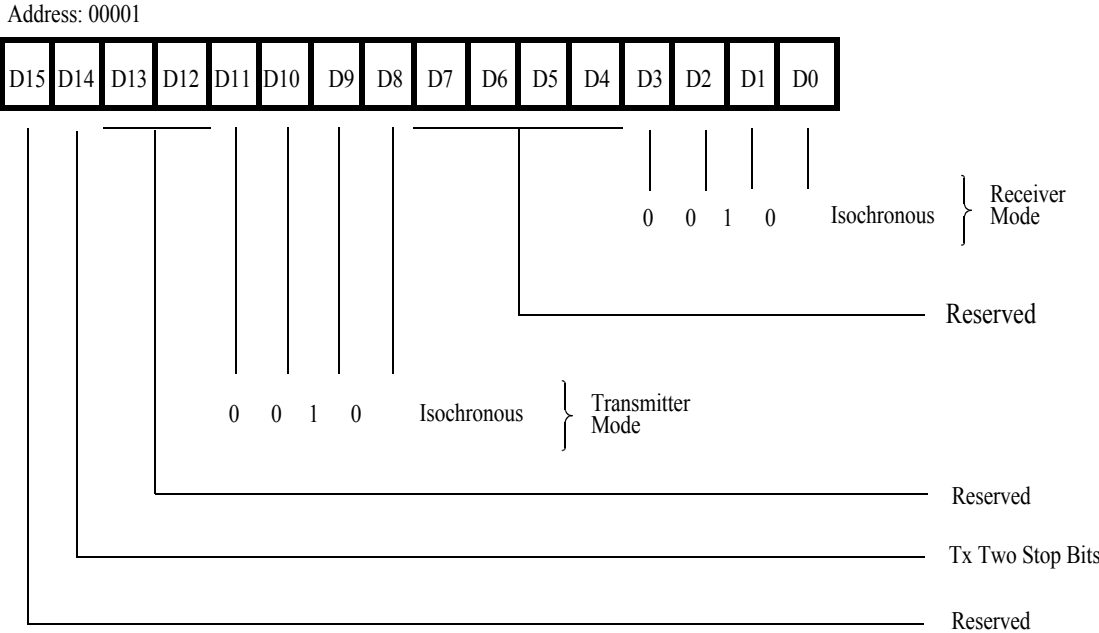 Address: 00001
D15 D14 D13 D12 D11 D10 D9 D8 D7 D6 D5 D4 D3 D2 D1 D0
0 0 1 0 Isochronous Receiver
Mode
Reserved
0 0 1 0 Isochronous Transmitter
Mode
Reserved
Tx Two Stop Bits
Reserved